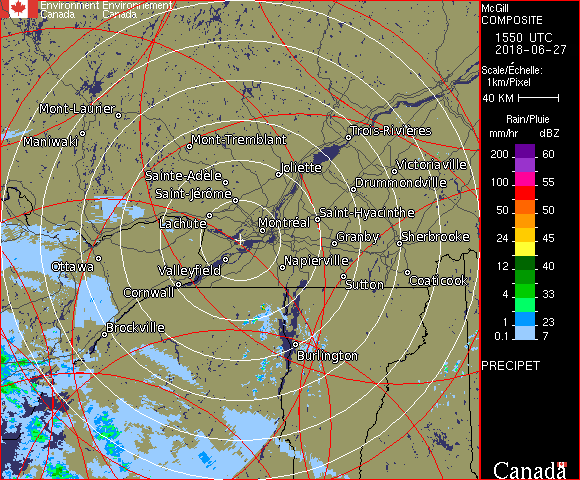 Environment Environnement
Canada Canada
Mont-Laurier
Maniwaki
Mont-Tremblant
Trois-Rivières
Joliette
Victoriaville
Sainte-Adèle
Drummondville
Saint-Jérôme
Lachute
Montréal
Saint-Hyacinthe
Granby
Sherbrooke
Ottawa
Valleyfield
Napierville
Cornwall
Sutton
Coaticook
Brockville
Burlington
McGill
COMPOSITE
1550 UTC
2018-06-27
Scale/Échelle:
1km/Pixel
40 KM
Rain/Pluie
mm/hr dBZ
200 60
150 57
100 55
50 50
24 45
12 40
4 33
1 23
0.1 7
PRECIPET
Canada